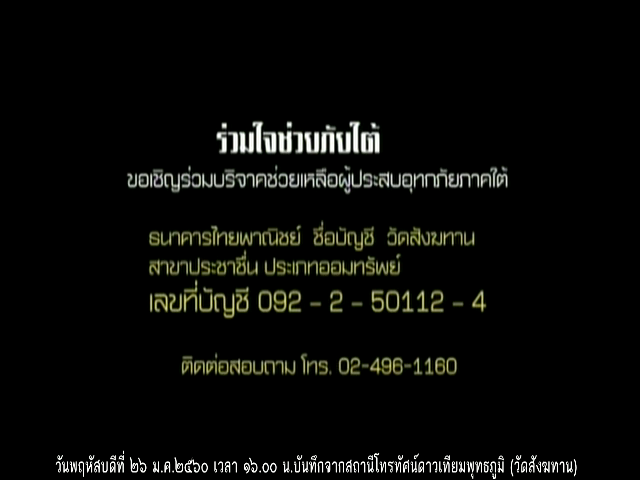 ร่วมใจช่วยภัยใต้
ขอเชิญร่วมบริจาคช่วยเหลือผู้ประสบอุทกภัยภาคใต้
ธนาคารไทยพาณิชย์ ชื่อบัญชี วัดสังฆทาน
สาขาประชาชื่น ประเภทออมทรัพย์
เลขที่บัญชี 092 - 2 - 50112 - 4
ติดต่อสอบถาม โทร. 02-496-1160
วันพฤหัสบดีที่ ๒๖ ม.ค.๒๕๖๐ เวลา ๑๖.๐๐ น.บันทึกจากสถานีโทรทัศน์ดาวเทียมพุทธภูมิ (วัดสังฆทาน)